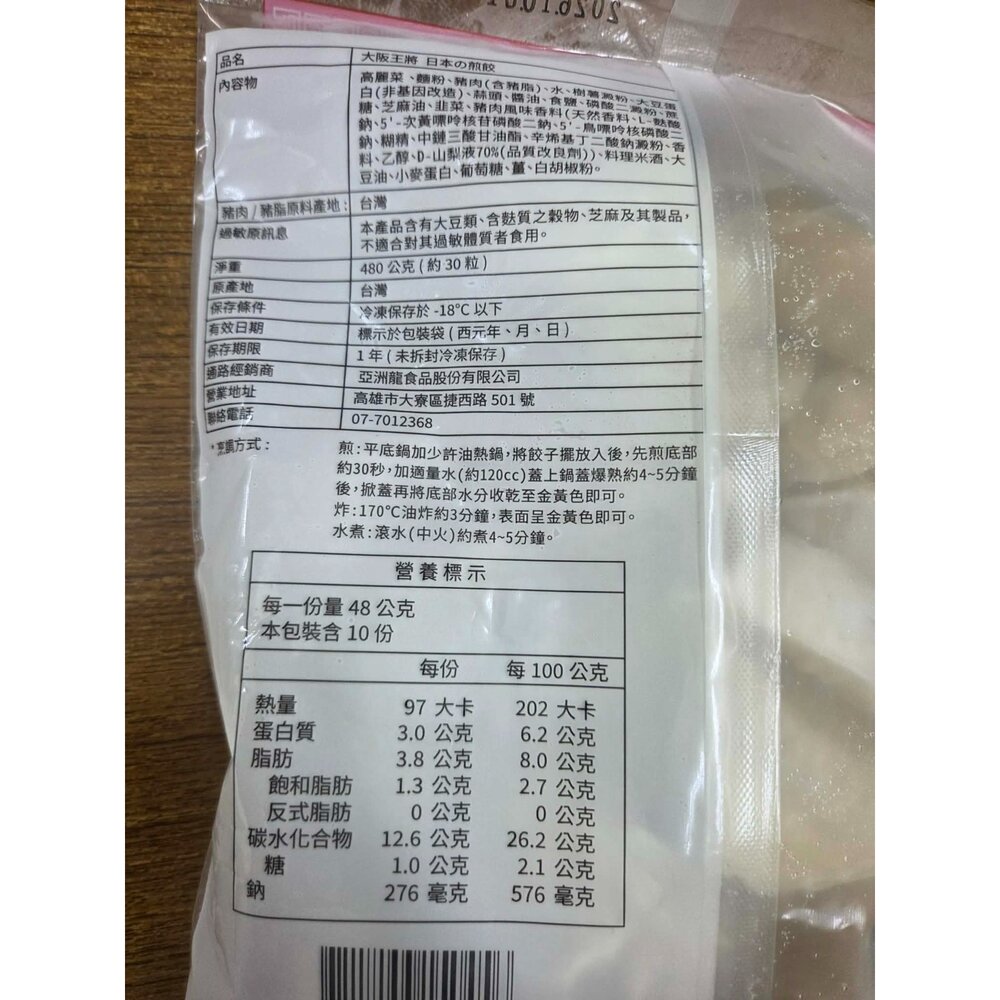 品名 大阪王將 日本の煎餃
內容物 高麗菜、麵粉、豬肉(含豬脂)、水、樹薯澱粉、大豆蛋
白(非基因改造)、蒜頭、醬油、食鹽、磷酸二澱粉、蔗
糖、芝麻油、韭菜、豬肉風味香料(天然香料、L-麩酸
鈉、5'-次黃嘌呤核苷磷酸二鈉、5'-鳥嘌呤核磷酸二
鈉、糊精、中鏈三酸甘油酯、辛烯基丁二酸鈉澱粉、香
料、乙醇、D-山梨液70%(品質改良劑))、料理米酒、大
豆油、小麥蛋白、葡萄糖、薑、白胡椒粉。
豬肉/豬脂原料產地: 台灣
過敏原訊息 本產品含有大豆類、含麩質之穀物、芝麻及其製品,
不適合對其過敏體質者食用。
淨重 480 公克 (約 30 粒)
原產地 台灣
保存條件 冷凍保存於 -18°C 以下
有效日期 標示於包裝袋 (西元年、月、日)
保存期限 1 年 (未拆封冷凍保存)
通路經銷商 亞洲龍食品股份有限公司
營業地址 高雄市大寮區捷西路 501 號
聯絡電話 07-7012368
*烹調方式: 煎:平底鍋加少許油熱鍋,將餃子擺放入後,先煎底部
約30秒,加適量水(約120cc)蓋上鍋蓋爆熟約4~5分鐘
後,掀蓋再將底部水分收乾至金黃色即可。
炸:170°C油炸約3分鐘,表面呈金黃色即可。
水煮:滾水(中火)約煮4~5分鐘。
營養標示
每一份量 48 公克
本包裝含 10 份
每份 每 100 公克
熱量 97 大卡 202 大卡
蛋白質 3.0 公克 6.2 公克
脂肪 3.8 公克 8.0 公克
飽和脂肪 1.3 公克 2.7 公克
反式脂肪 0 公克 0 公克
碳水化合物 12.6 公克 26.2 公克
糖 1.0 公克 2.1 公克
鈉 276 毫克 576 毫克